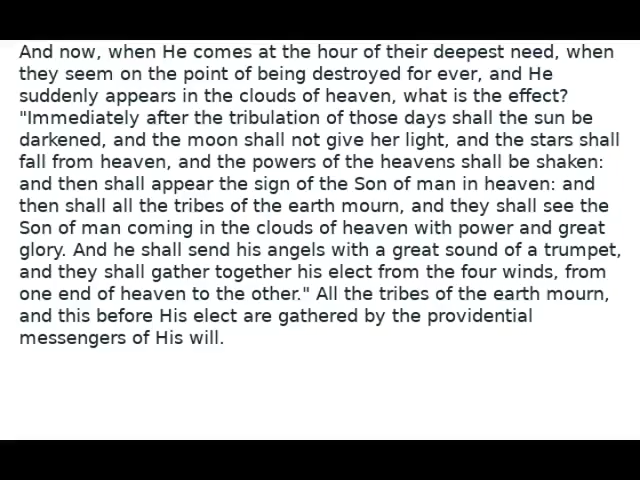 And now, when He comes at the hour of their deepest need, when
they seem on the point of being destroyed for ever, and He
suddenly appears in the clouds of heaven, what is the effect?
"Immediately after the tribulation of those days shall the sun be
darkened, and the moon shall not give her light, and the stars shall
fall from heaven, and the powers of the heavens shall be shaken:
and then shall appear the sign of the Son of man in heaven: and
then shall all the tribes of the earth mourn, and they shall see the
Son of man coming in the clouds of heaven with power and great
glory. And he shall send his angels with a great sound of a trumpet,
and they shall gather together his elect from the four winds, from
one end of heaven to the other." All the tribes of the earth mourn,
and this before His elect are gathered by the providential
messengers of His will.